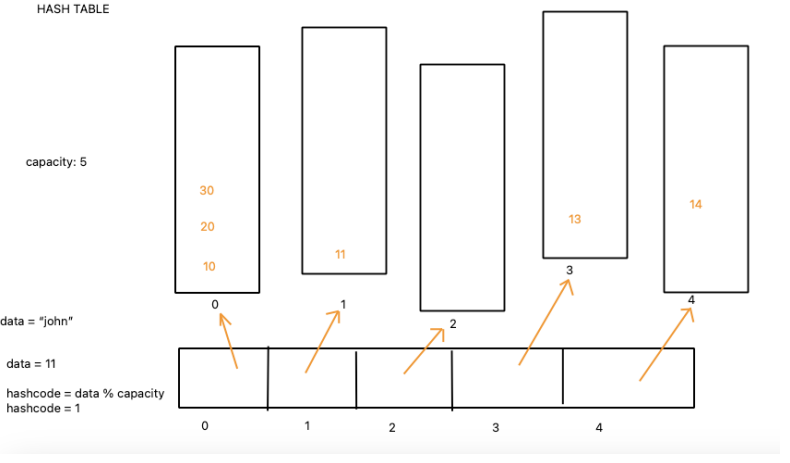 HASH TABLE
capacity: 5
30
20
10
11
13
14
0
1
2
3
4
data = "john"
data = 11
hashcode = data % capacity
hashcode = 1
0
1
2
3
4